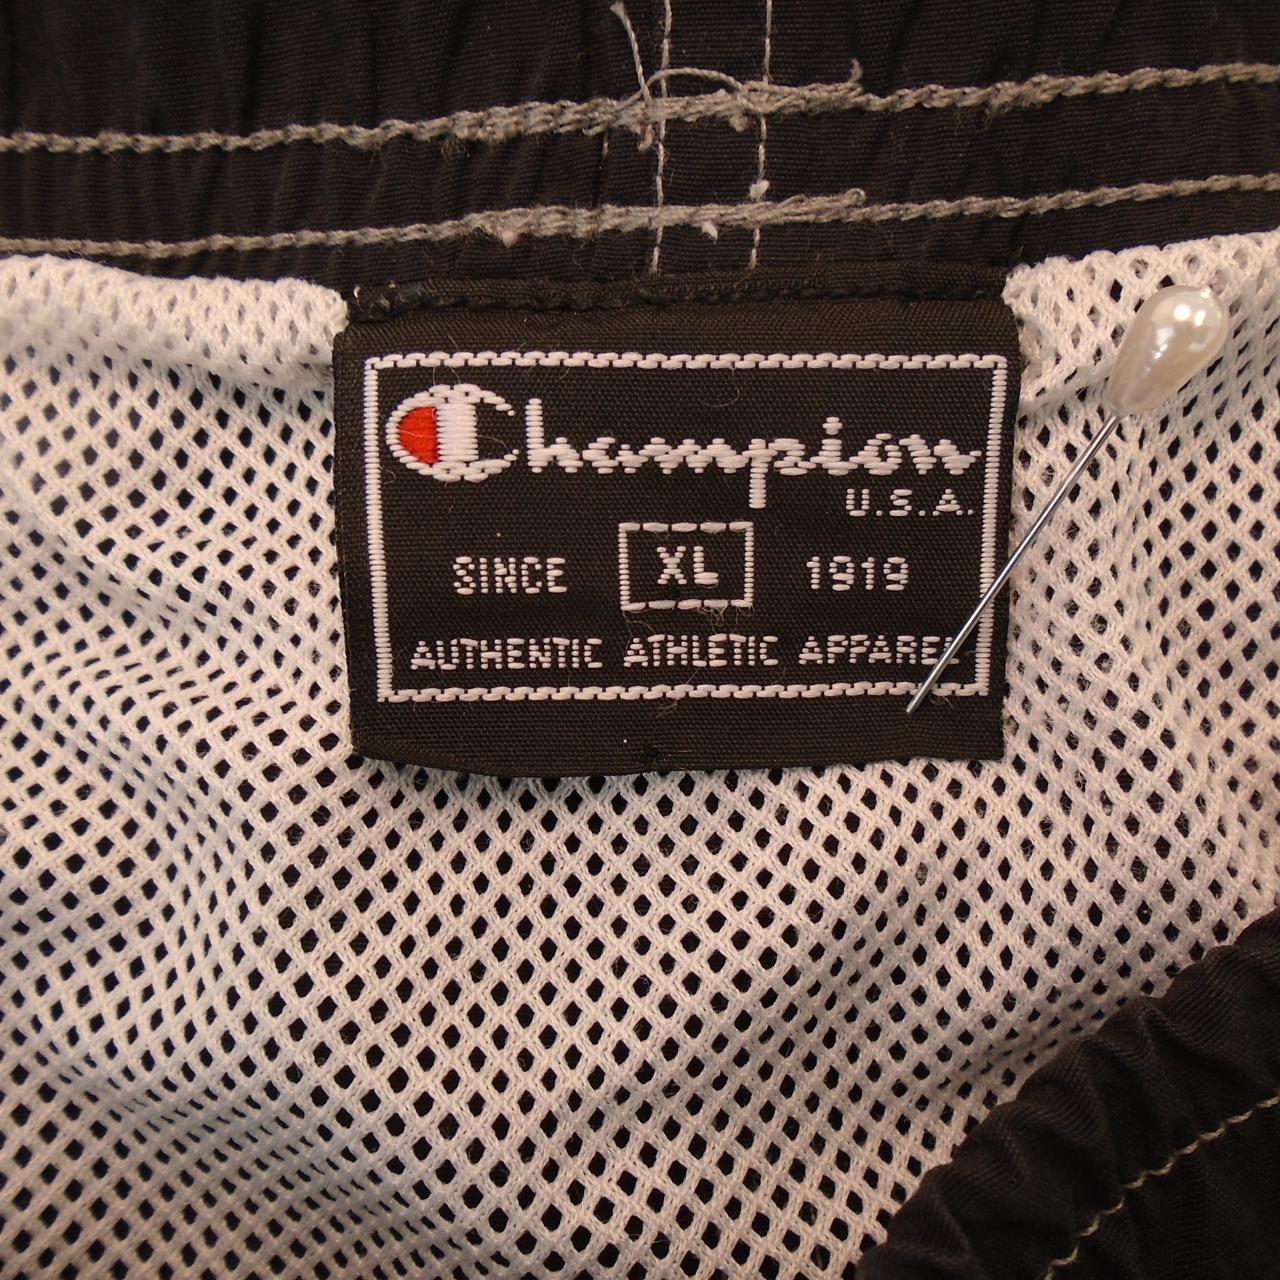 Champion
U.S.A.
SINCE XL 1919
AUTHENTIC ATHLETIC APPAREL